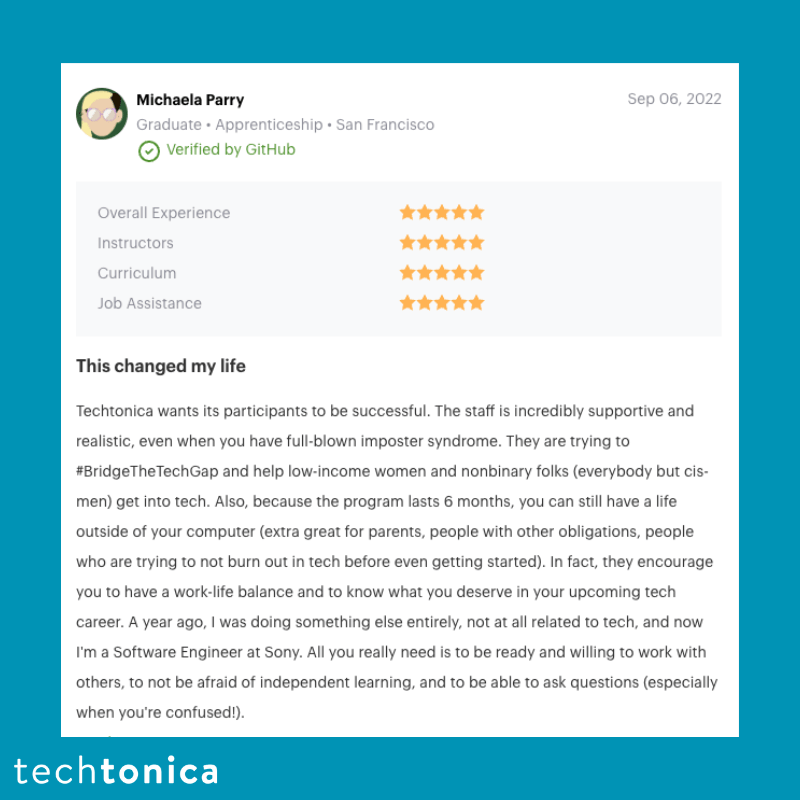 Michaela Parry
Sep 06, 2022
Graduate • Apprenticeship • San Francisco
Verified by GitHub
Overall Experience
Instructors
Curriculum
Job Assistance
This changed my life
Techtonica wants its participants to be successful. The staff is incredibly supportive and
realistic, even when you have full-blown imposter syndrome. They are trying to
#BridgeTheTechGap and help low-income women and nonbinary folks (everybody but cis-
men) get into tech. Also, because the program lasts 6 months, you can still have a life
outside of your computer (extra great for parents, people with other obligations, people
who are trying to not burn out in tech before even getting started). In fact, they encourage
you to have a work-life balance and to know what you deserve in your upcoming tech
career. A year ago, I was doing something else entirely, not at all related to tech, and now
I'm a Software Engineer at Sony. All you really need is to be ready and willing to work with
others, to not be afraid of independent learning, and to be able to ask questions (especially
when you're confused!).
techtonica